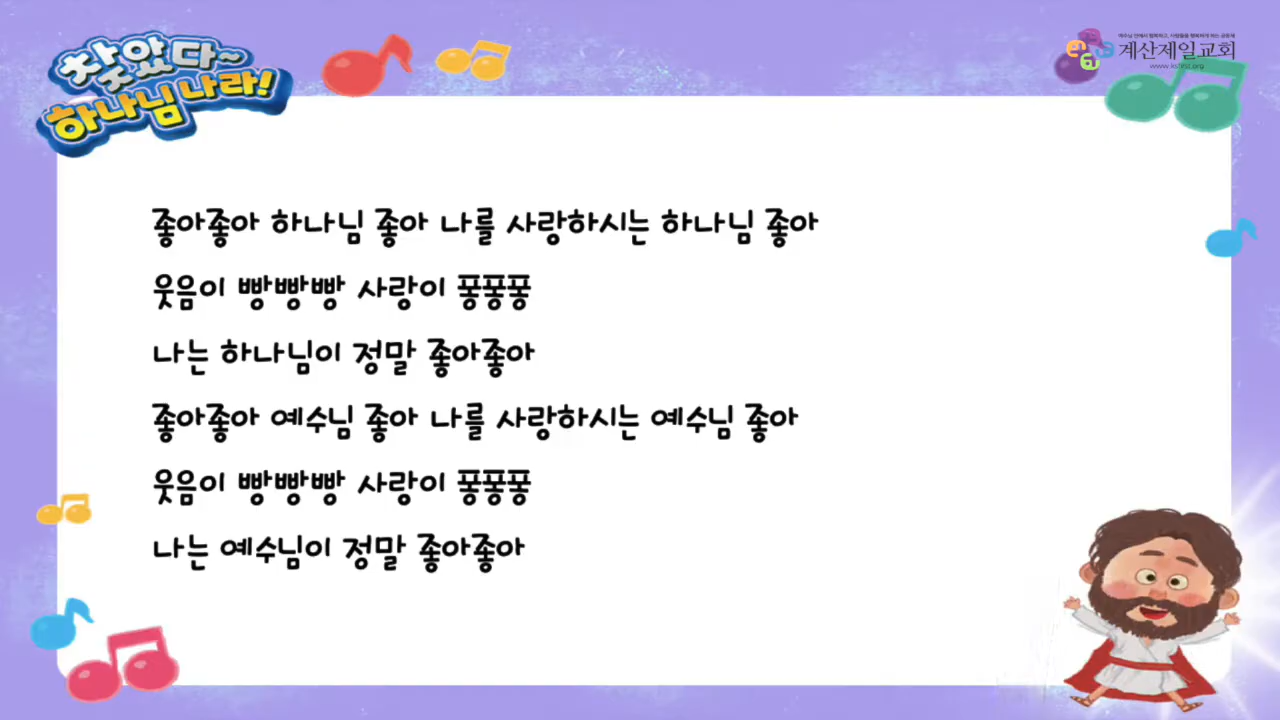 찾았다~
하나님 나라!
계산제일교회
좋아좋아 하나님 좋아 나를 사랑하시는 하나님 좋아
웃음이 빵빵빵 사랑이 퐁퐁퐁
나는 하나님이 정말 좋아좋아
좋아좋아 예수님 좋아 나를 사랑하시는 예수님 좋아
웃음이 빵빵빵 사랑이 퐁퐁퐁
나는 예수님이 정말 좋아좋아